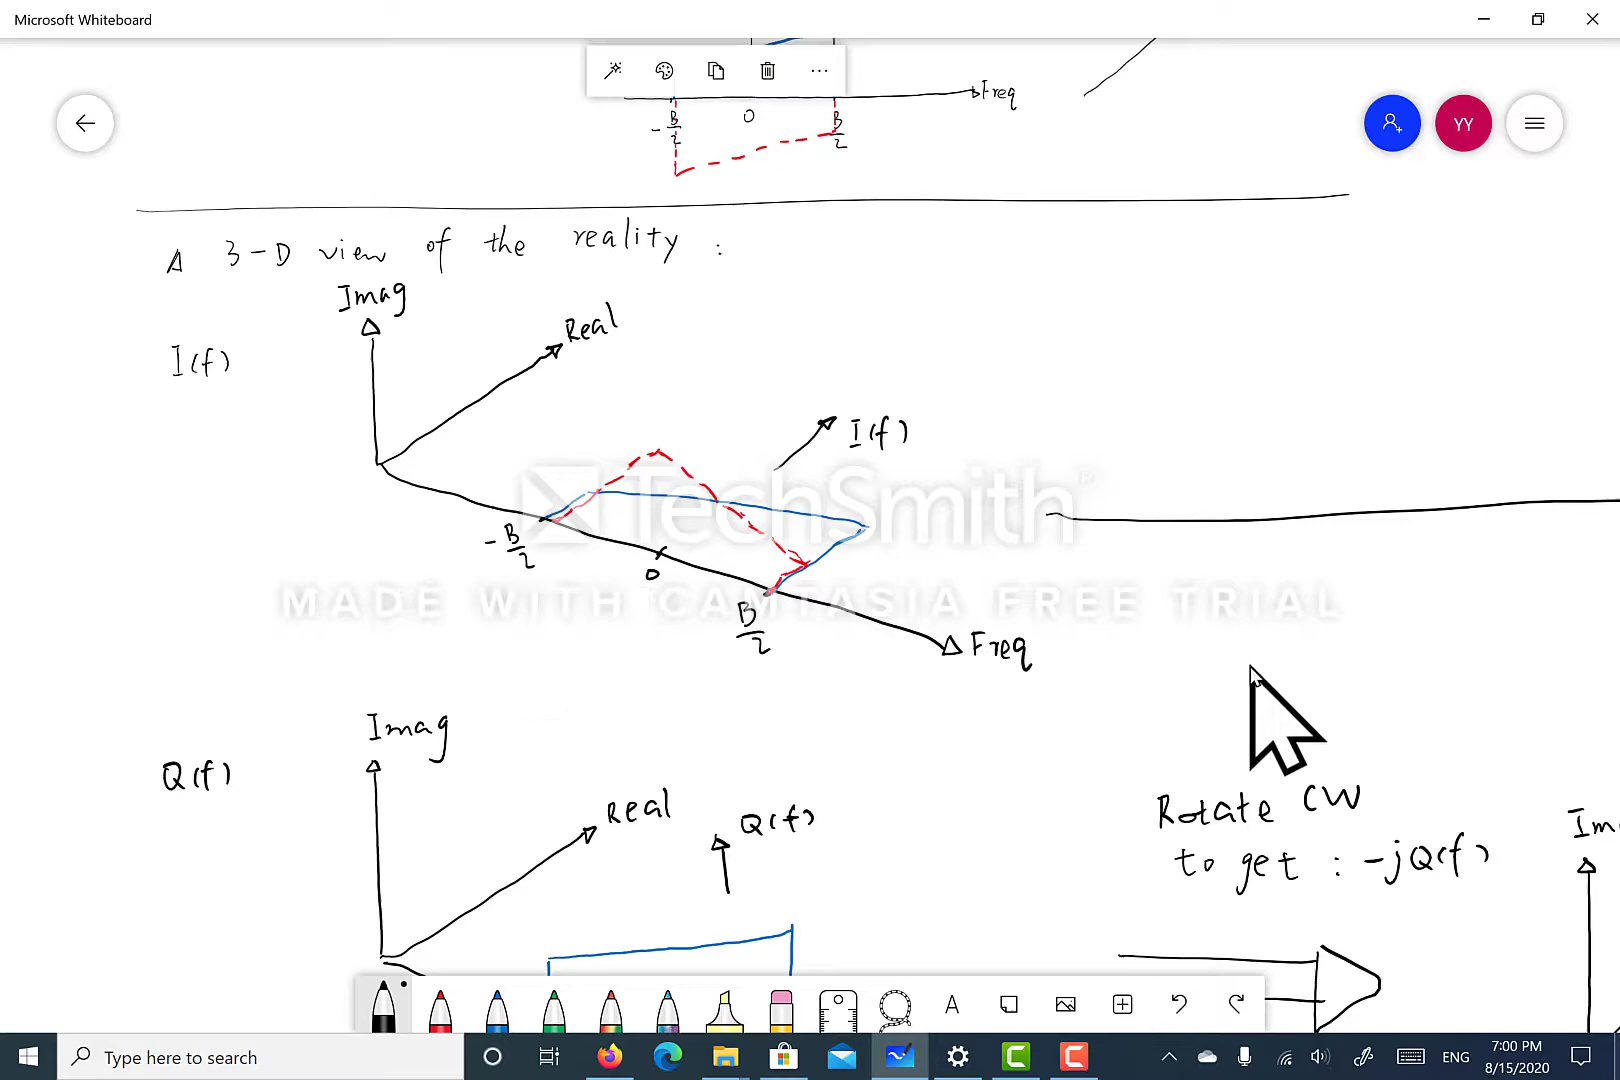 Microsoft Whiteboard
Freq
- B/2
0
B/2
YY
A 3-D view of the reality :
Imag
Real
I(f)
I(f)
TechSmith®
- B/2
0
MADE WITH CAMTASIA FREE TRIAL
B/2
Freq
Imag
Q(f)
Real
Q(f)
Rotate CW
to get : -jQ(f)
Im
A
Type here to search
ENG
7:00 PM
8/15/2020